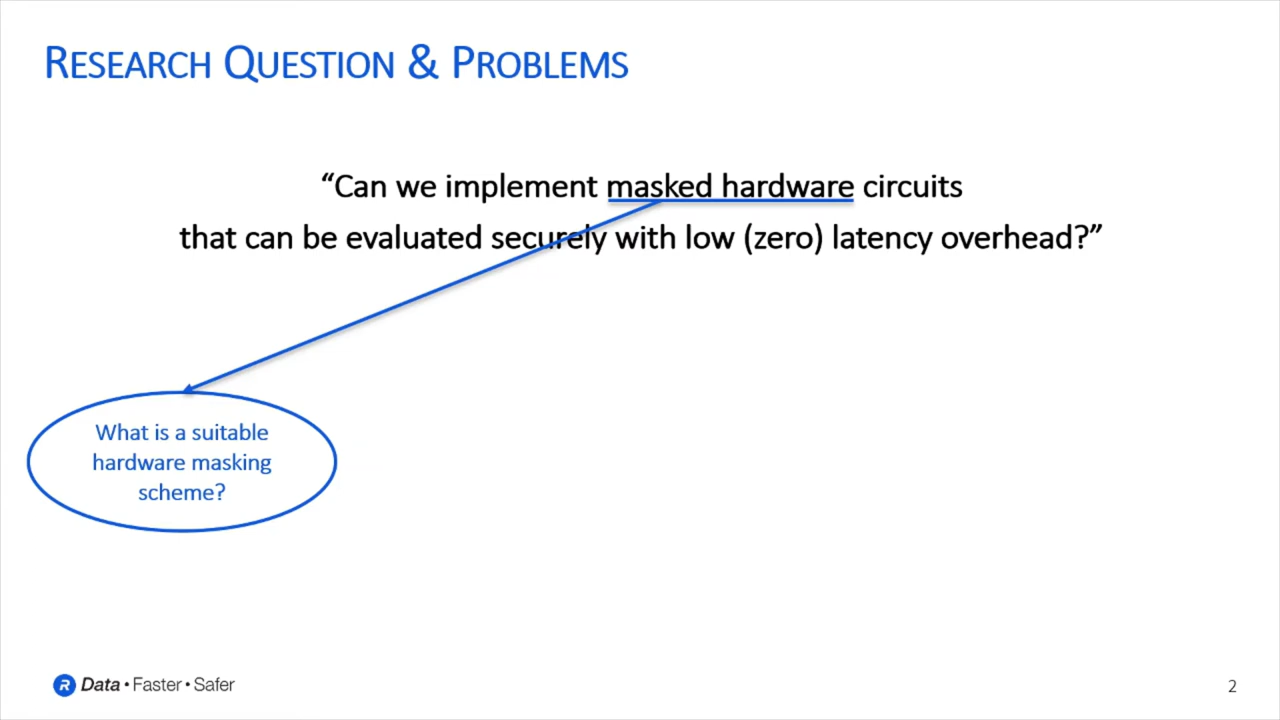 RESEARCH QUESTION & PROBLEMS
“Can we implement masked hardware circuits
that can be evaluated securely with low (zero) latency overhead?”
What is a suitable
hardware masking
scheme?
R Data • Faster • Safer
2